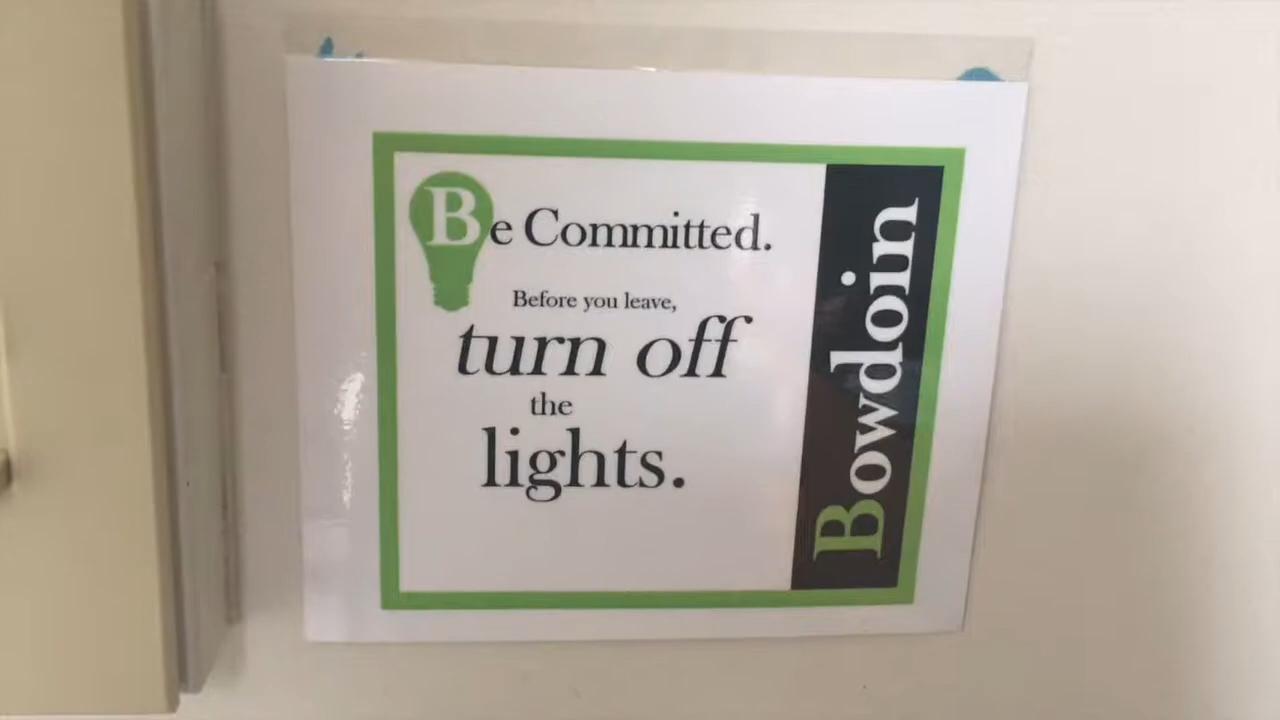 Be Committed.
Before you leave,
turn off
the
lights.
Bowdoin